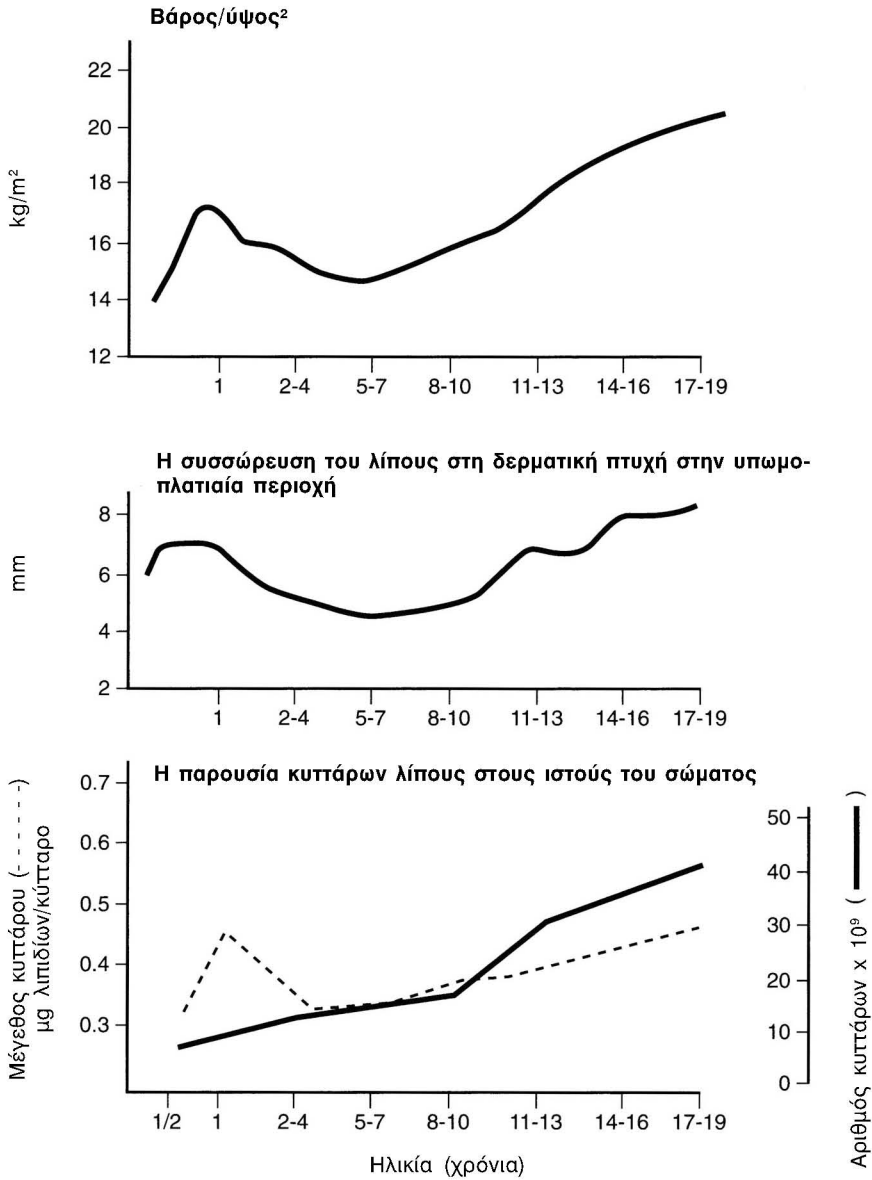 Βάρος/ύψος²
kg/m²
22
20
18
16
14
12
1 2-4 5-7 8-10 11-13 14-16 17-19
Η συσσώρευση του λίπους στη δερματική πτυχή στην υπωμο-
πλατιαία περιοχή
mm
8
6
4
2
1 2-4 5-7 8-10 11-13 14-16 17-19
Η παρουσία κυττάρων λίπους στους ιστούς του σώματος
Μέγεθος κυττάρου (- - - - - -)
μg λιπιδίων/κύτταρο
0.7
0.6
0.5
0.4
0.3
50
40
30
20
10
0
Αριθμός κυττάρων x 10⁹ ( )
1/2 1 2-4 5-7 8-10 11-13 14-16 17-19
Ηλικία (χρόνια)